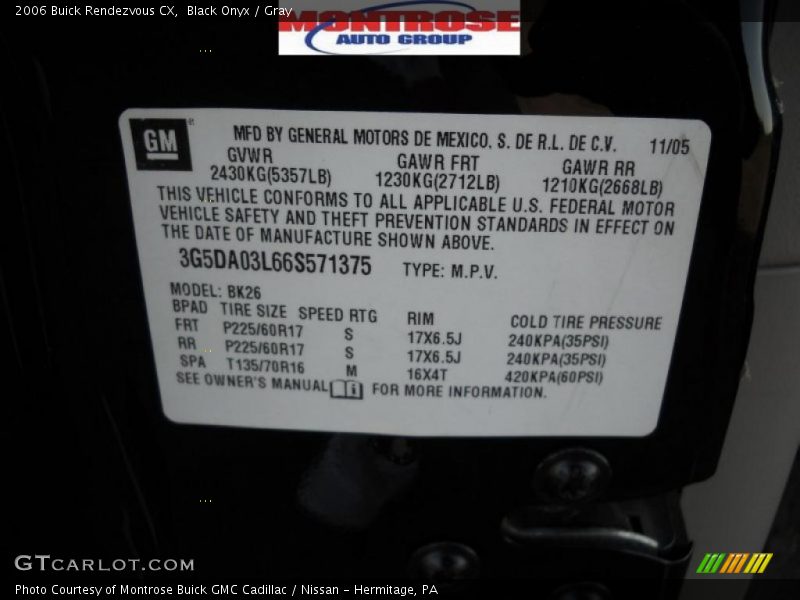 2006 Buick Rendezvous CX, Black Onyx / Gray
MONTROSE
AUTO GROUP
GM
MFD BY GENERAL MOTORS DE MEXICO, S. DE R.L. DE C.V. 11/05
GVWR GAWR FRT GAWR RR
2430KG(5357LB) 1230KG(2712LB) 1210KG(2668LB)
THIS VEHICLE CONFORMS TO ALL APPLICABLE U.S. FEDERAL MOTOR
VEHICLE SAFETY AND THEFT PREVENTION STANDARDS IN EFFECT ON
THE DATE OF MANUFACTURE SHOWN ABOVE.
3G5DA03L66S571375 TYPE: M.P.V.
MODEL: BK26
BPAD TIRE SIZE SPEED RTG RIM COLD TIRE PRESSURE
FRT P225/60R17 S 17X6.5J 240KPA(35PSI)
RR P225/60R17 S 17X6.5J 240KPA(35PSI)
SPA T135/70R16 M 16X4T 420KPA(60PSI)
SEE OWNER'S MANUAL FOR MORE INFORMATION.
GTCARLOT.COM
Photo Courtesy of Montrose Buick GMC Cadillac / Nissan - Hermitage, PA